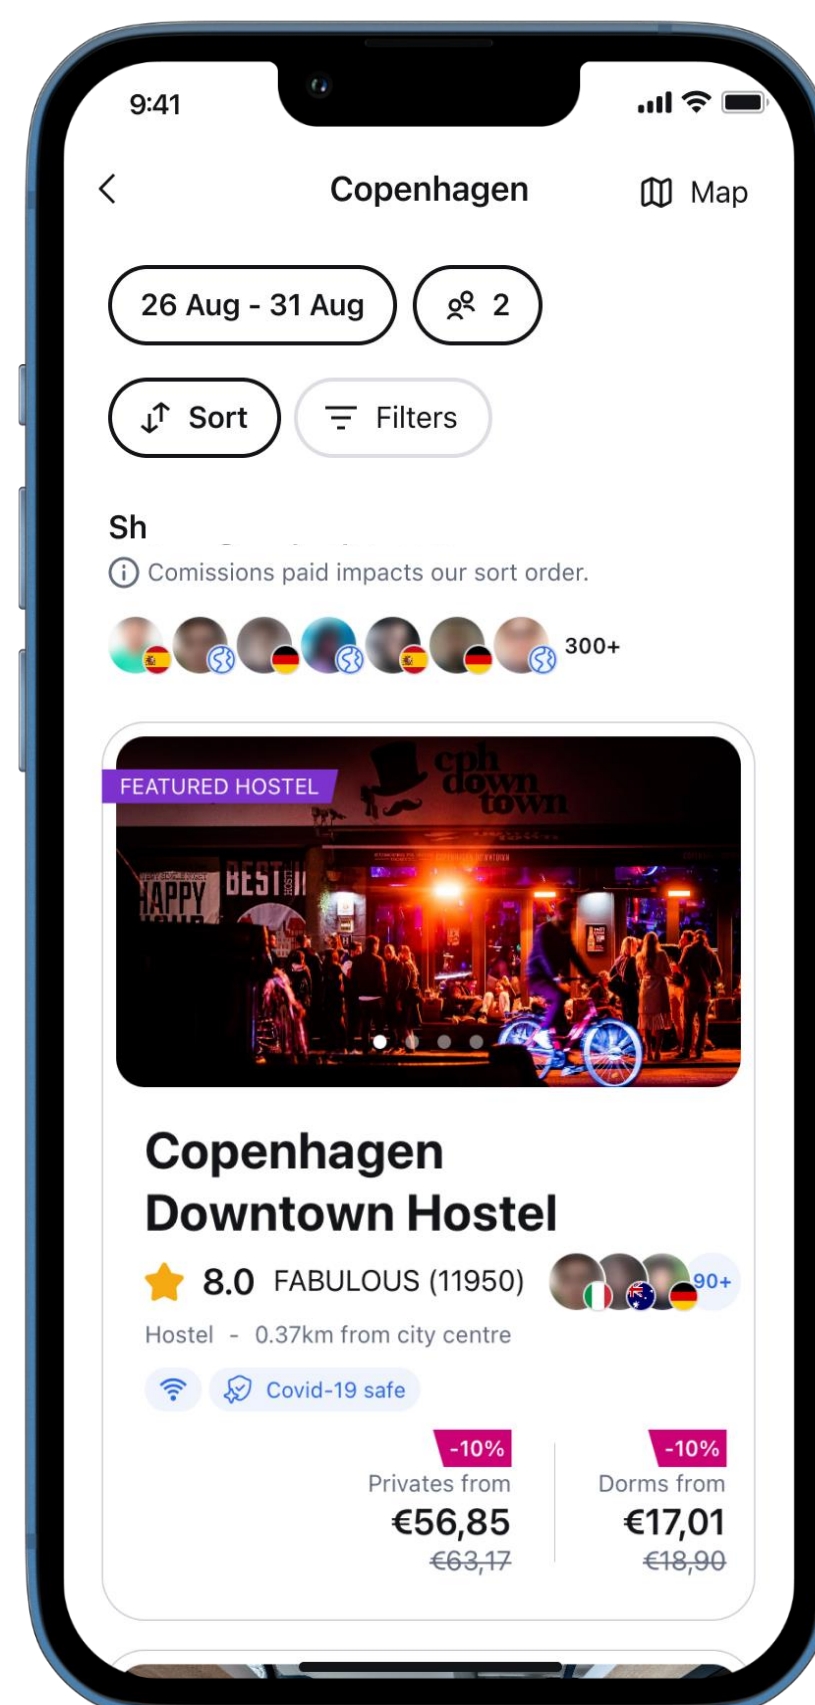 9:41
Copenhagen
Map
26 Aug - 31 Aug
2
Sort
Filters
Sh
Comissions paid impacts our sort order.
300+
FEATURED HOSTEL
cph
down
town
HAPPY
BEST
Copenhagen
Downtown Hostel
8.0 FABULOUS (11950)
90+
Hostel - 0.37km from city centre
Covid-19 safe
-10%
-10%
Privates from
Dorms from
€56,85
€17,01
€63,17
€18,90